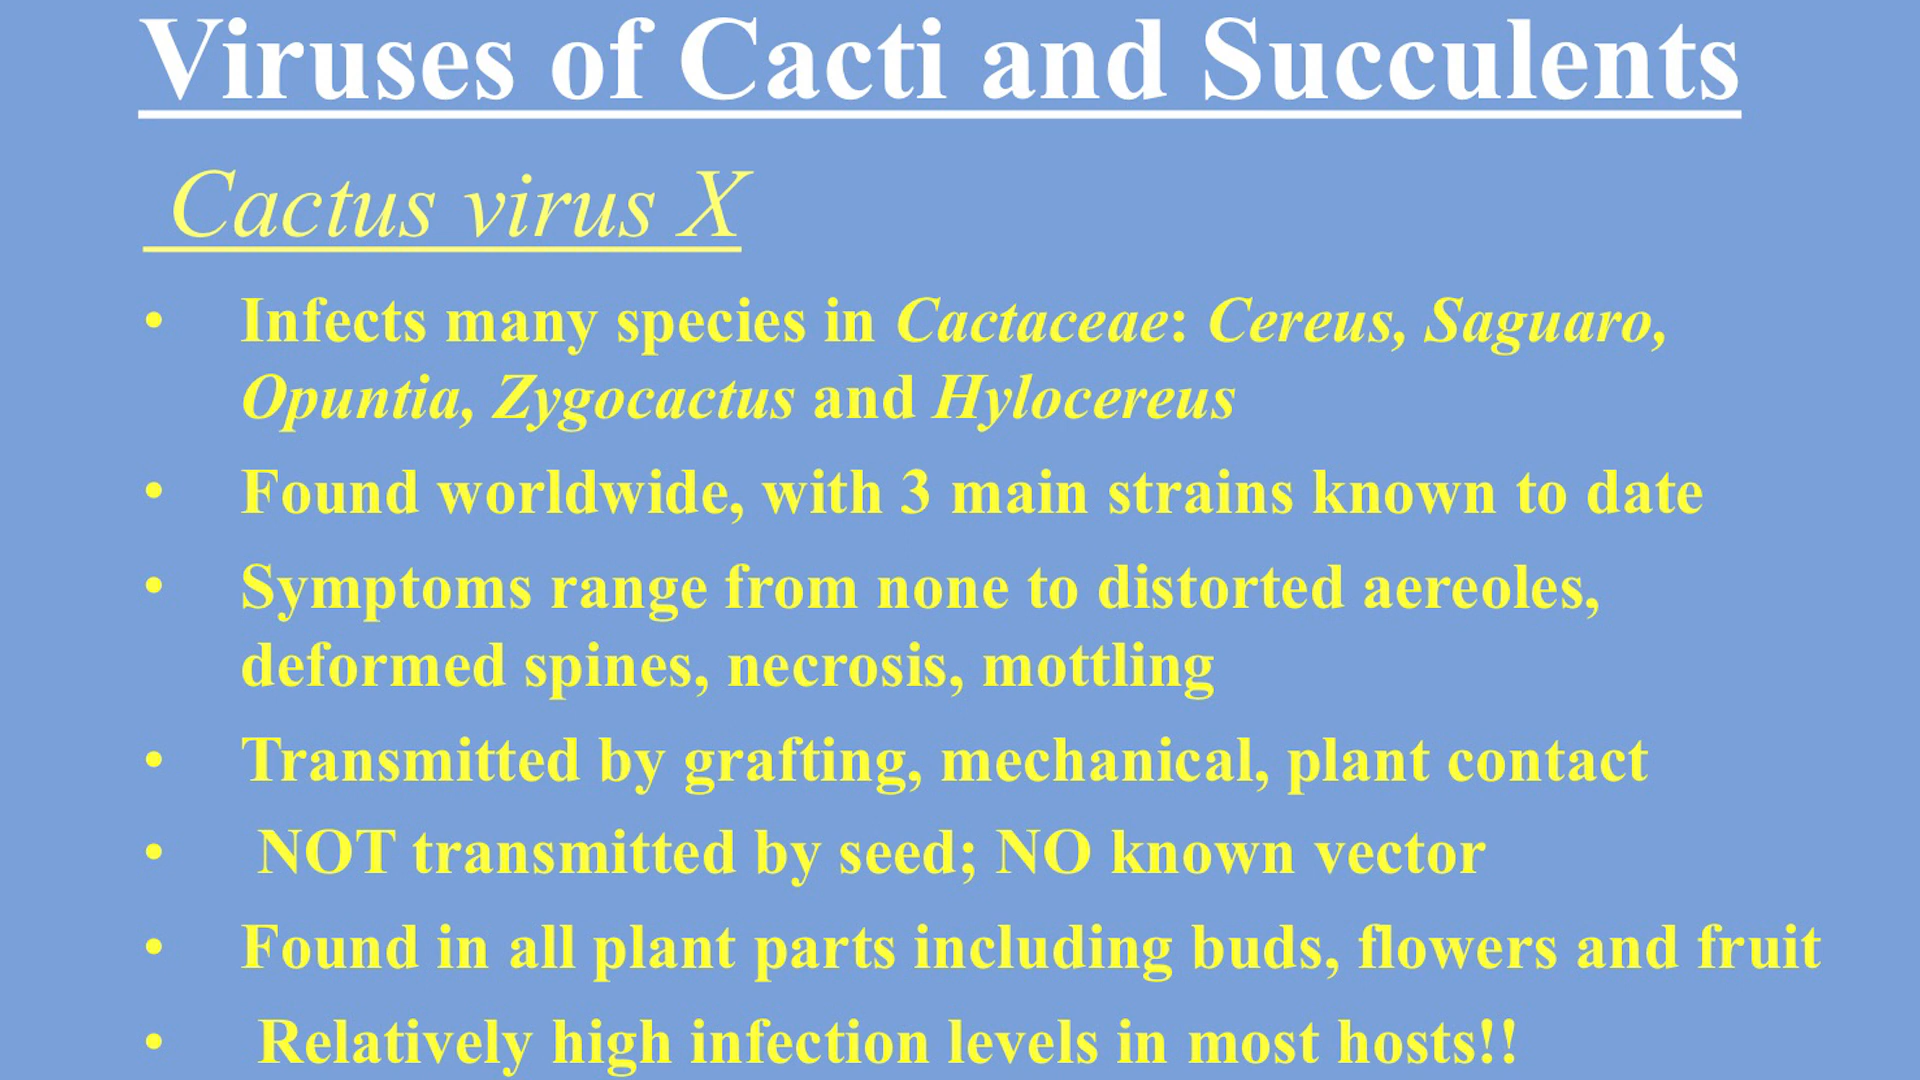 Viruses of Cacti and Succulents
Cactus virus X
• Infects many species in Cactaceae: Cereus, Saguaro,
Opuntia, Zygocactus and Hylocereus
• Found worldwide, with 3 main strains known to date
• Symptoms range from none to distorted aereoles,
deformed spines, necrosis, mottling
• Transmitted by grafting, mechanical, plant contact
• NOT transmitted by seed; NO known vector
• Found in all plant parts including buds, flowers and fruit
• Relatively high infection levels in most hosts!!